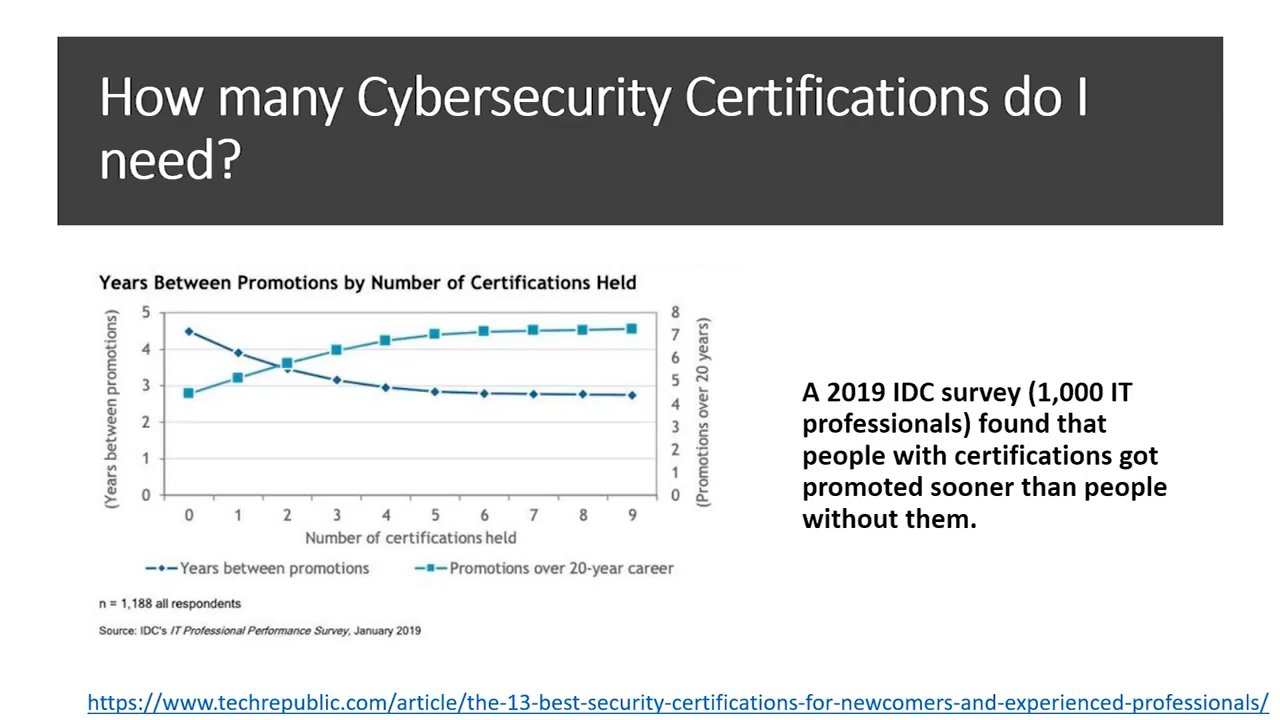 How many Cybersecurity Certifications do I
need?
Years Between Promotions by Number of Certifications Held
(Years between promotions)
5
4
3
2
1
0
8
7
6
5
4
3
2
1
0
(Promotions over 20 years)
0 1 2 3 4 5 6 7 8 9
Number of certifications held
Years between promotions
Promotions over 20-year career
n = 1,188 all respondents
Source: IDC's IT Professional Performance Survey, January 2019
A 2019 IDC survey (1,000 IT
professionals) found that
people with certifications got
promoted sooner than people
without them.
https://www.techrepublic.com/article/the-13-best-security-certifications-for-newcomers-and-experienced-professionals/